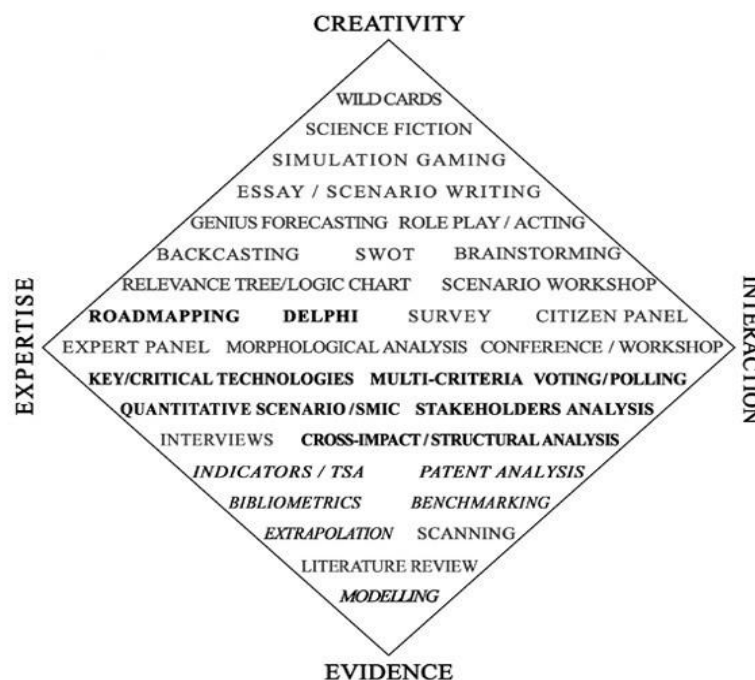 CREATIVITY
WILD CARDS
SCIENCE FICTION
SIMULATION GAMING
ESSAY / SCENARIO WRITING
GENIUS FORECASTING ROLE PLAY / ACTING
BACKCASTING SWOT BRAINSTORMING
RELEVANCE TREE/LOGIC CHART SCENARIO WORKSHOP
ROADMAPPING DELPHI SURVEY CITIZEN PANEL
EXPERT PANEL MORPHOLOGICAL ANALYSIS CONFERENCE / WORKSHOP
KEY/CRITICAL TECHNOLOGIES MULTI-CRITERIA VOTING/POLLING
QUANTITATIVE SCENARIO/SMIC STAKEHOLDERS ANALYSIS
INTERVIEWS CROSS-IMPACT/STRUCTURAL ANALYSIS
INDICATORS / TSA PATENT ANALYSIS
BIBLIOMETRICS BENCHMARKING
EXTRAPOLATION SCANNING
LITERATURE REVIEW
MODELLING
EVIDENCE
EXPERTISE
INTERACTION